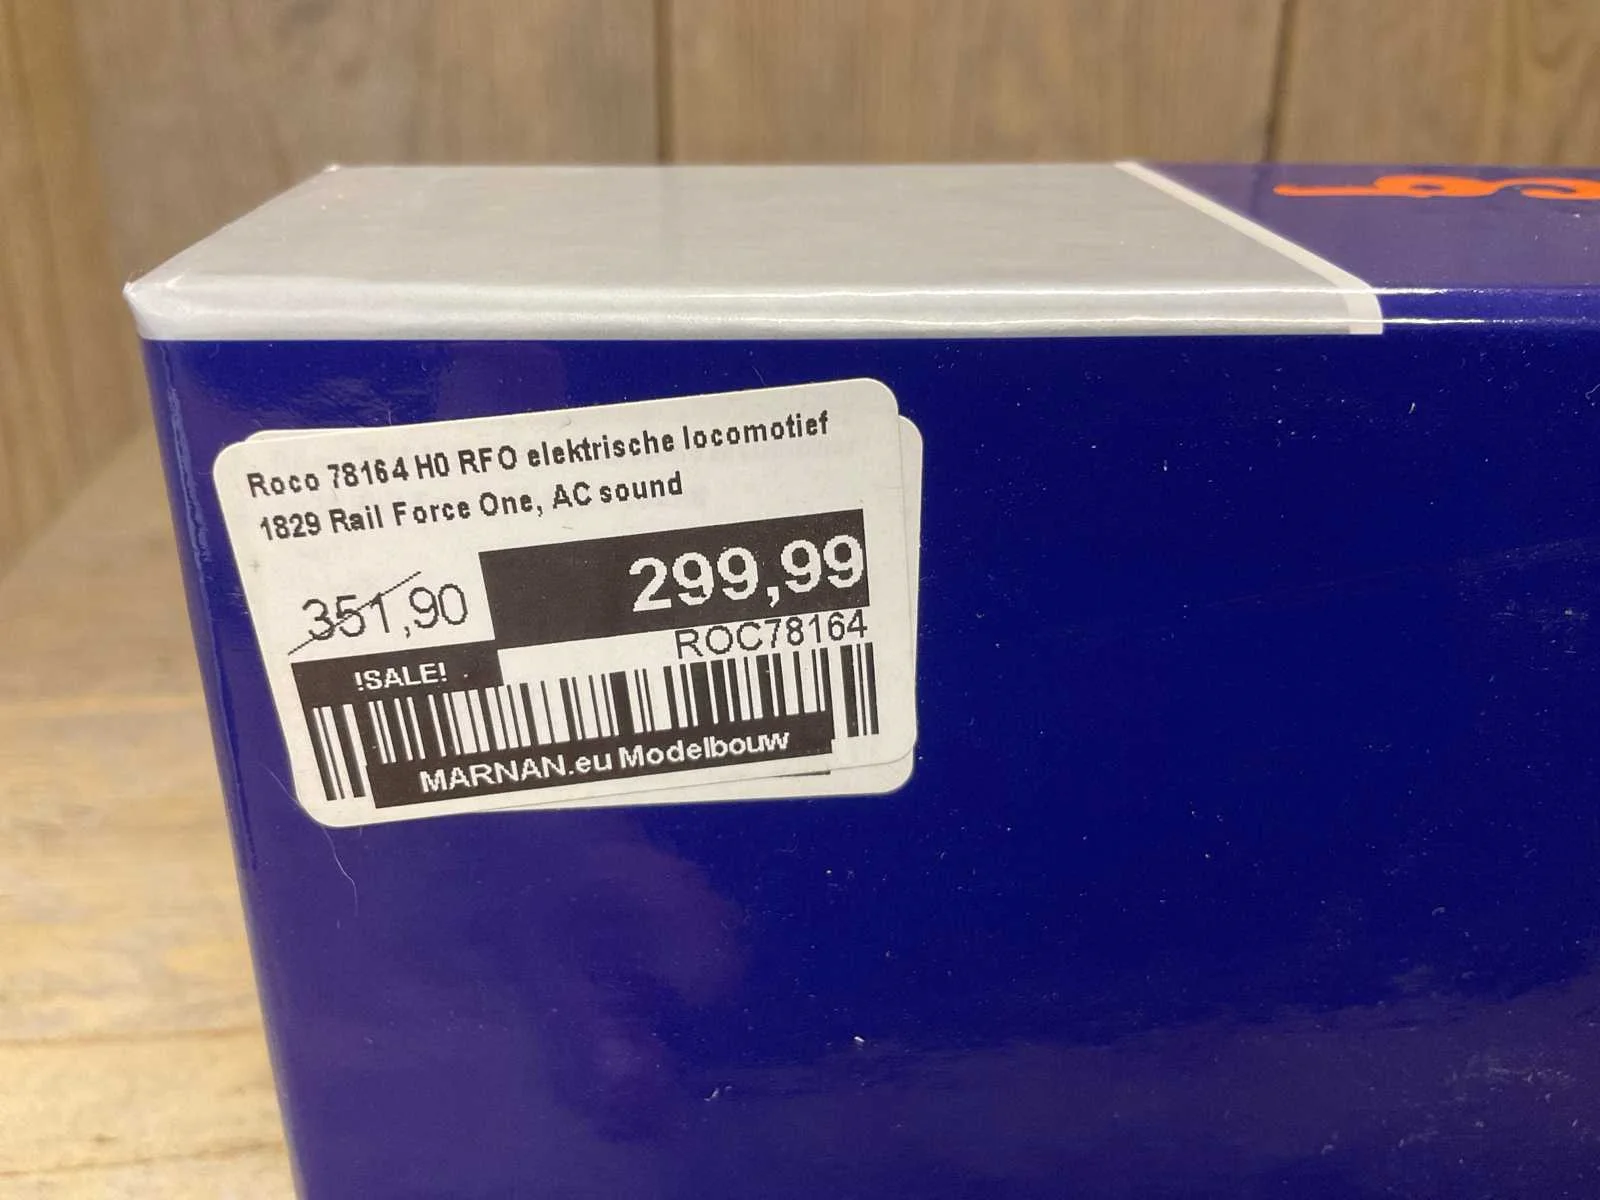 Roco 78164 H0 RFO elektrische locomotief
1829 Rail Force One, AC sound
351,90
299,99
ROC78164
!SALE!
MARNAN.eu Modelbouw